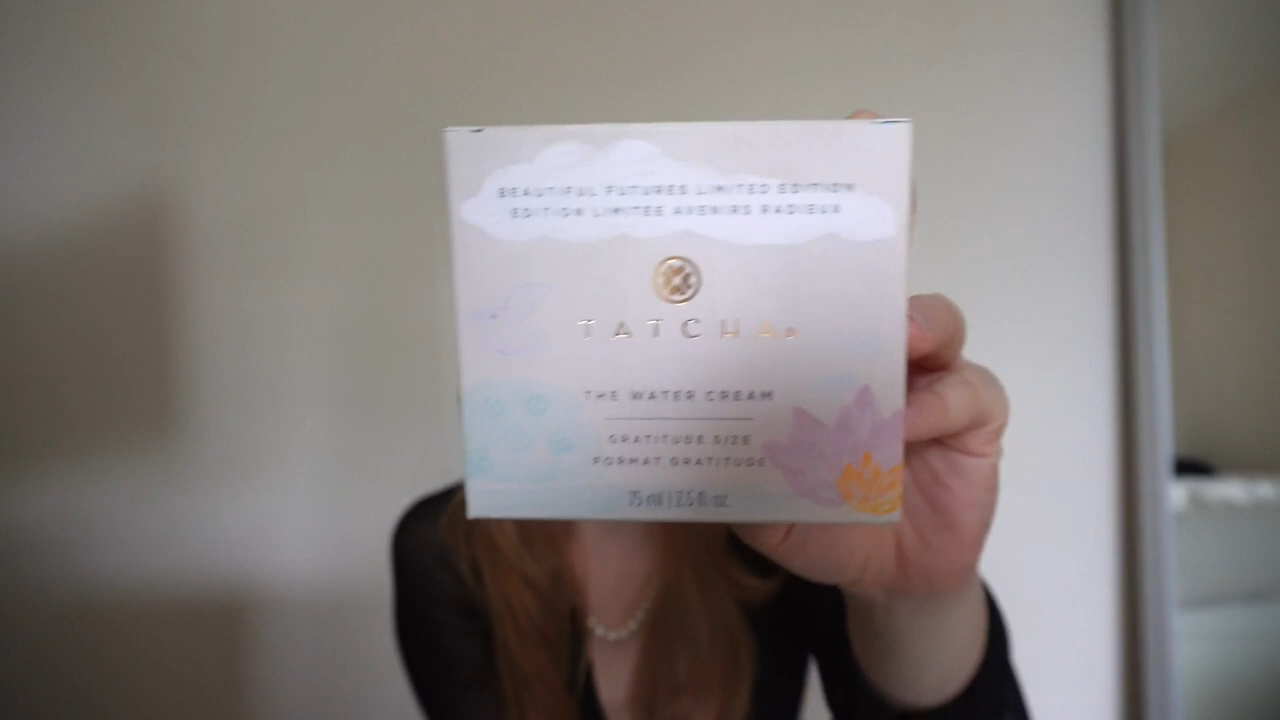 BEAUTIFUL FUTURES LIMITED EDITION
EDITION LIMITÉE AVENIRS RADIEUX
TATCHA®
THE WATER CREAM
GRATITUDE SIZE
FORMAT GRATITUDE
75 ml | 2.5 fl. oz.